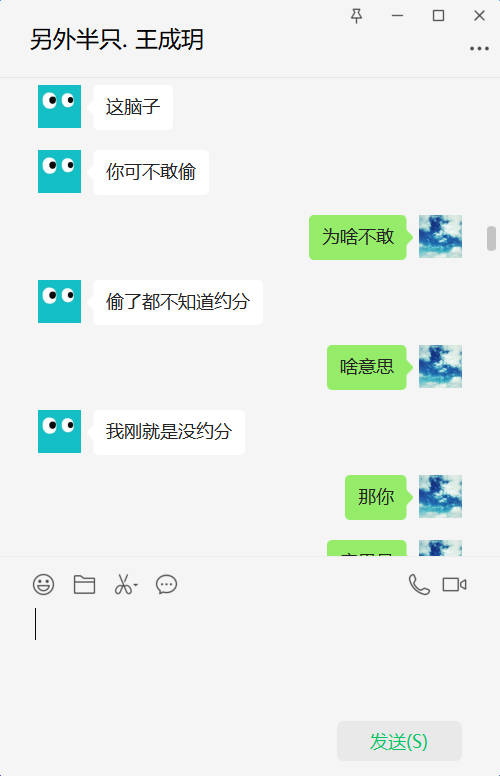 另外半只. 王成玥
这脑子
你可不敢偷
为啥不敢
偷了都不知道约分
啥意思
我刚就是没约分
那你
发送(S)